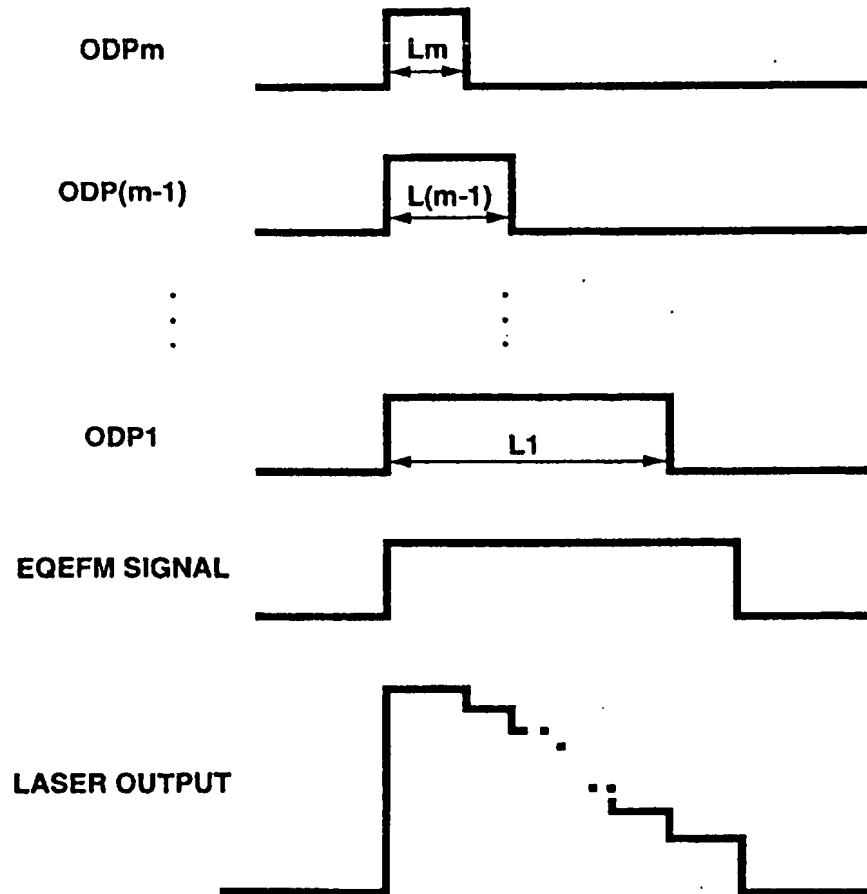 ODPm
Lm
ODP(m-1)
L(m-1)
ODP1
L1
EQEFM SIGNAL
LASER OUTPUT